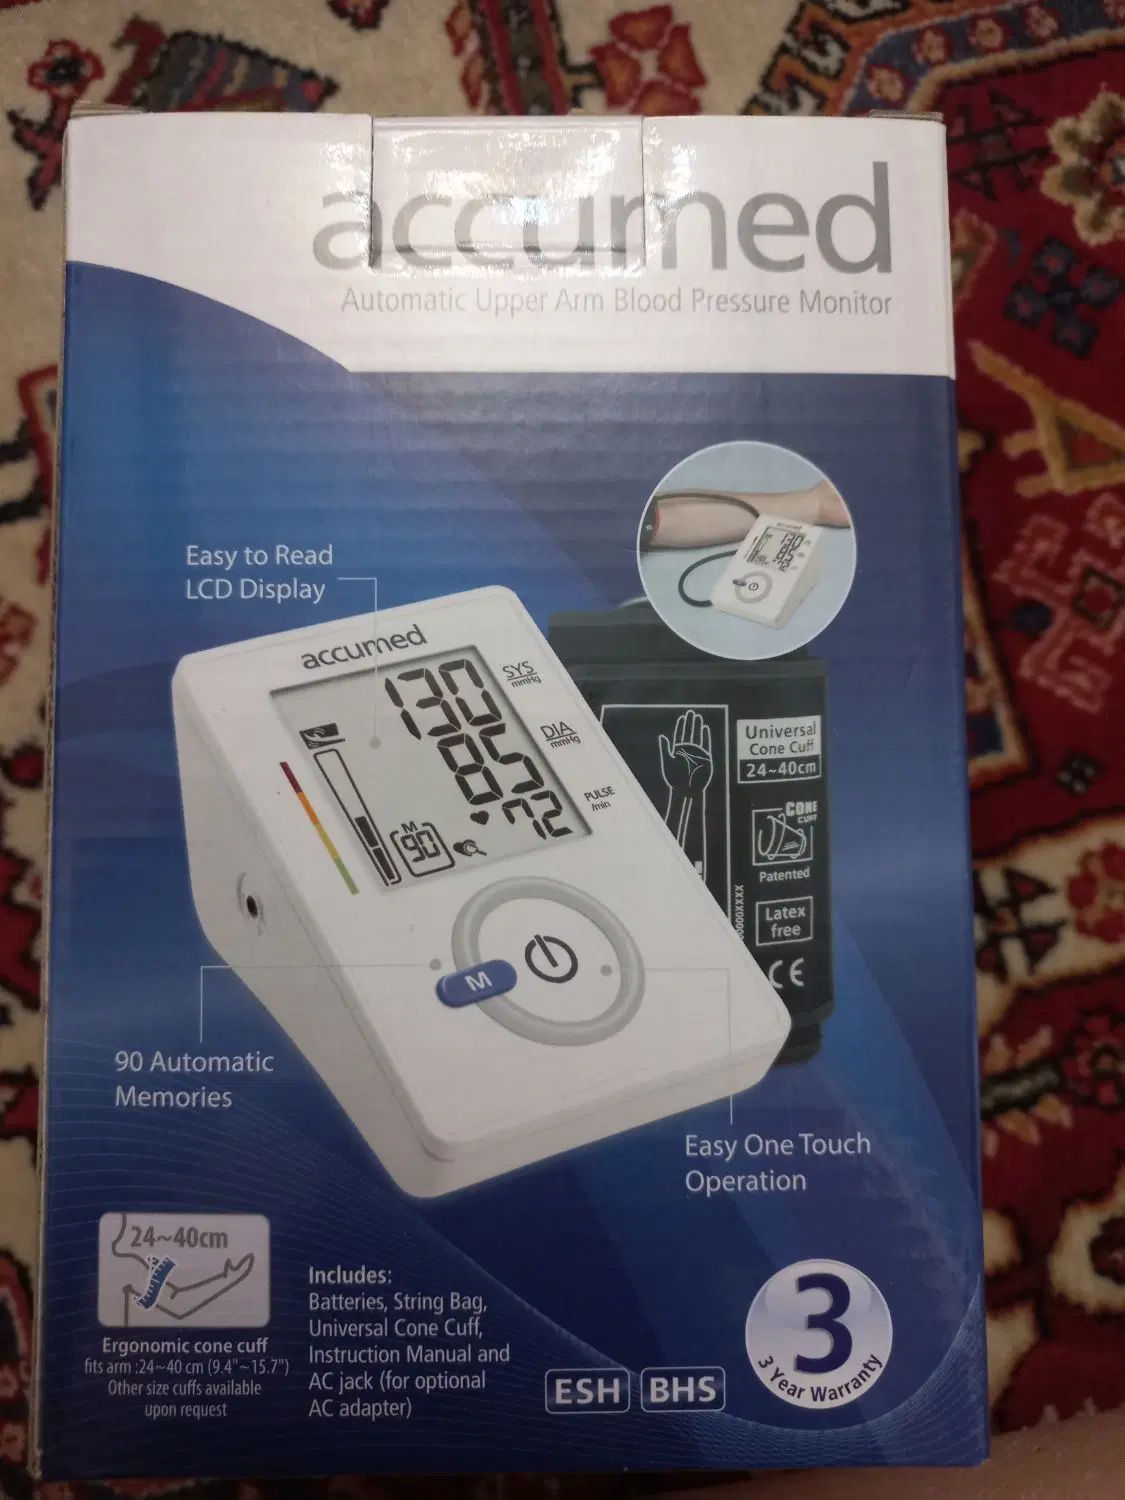 accumed
Automatic Upper Arm Blood Pressure Monitor
Easy to Read
LCD Display
accumed
130
SYS
mmHg
85
DIA
mmHg
72
PULSE
/min
M
90
M
Universal
Cone Cuff
24~40cm
CONE
CUFF
Patented
Latex
free
CE
90 Automatic
Memories
Easy One Touch
Operation
24~40cm
Ergonomic cone cuff
fits arm :24~40 cm (9.4"~15.7")
Other size cuffs available
upon request
Includes:
Batteries, String Bag,
Universal Cone Cuff,
Instruction Manual and
AC jack (for optional
AC adapter)
ESH BHS
3
3 Year Warranty